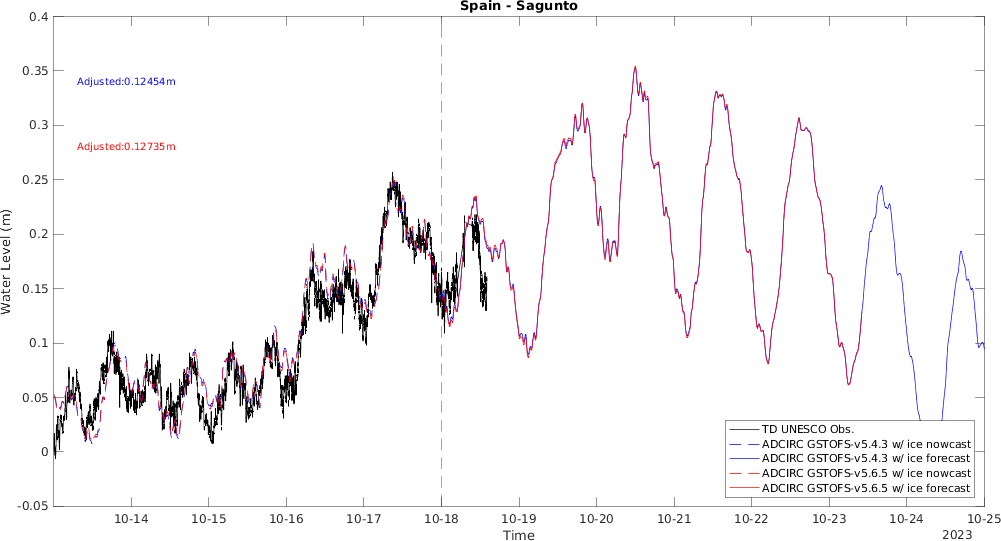 Spain - Sagunto
Adjusted:0.12454m
Adjusted:0.12735m
Water Level (m)
0.4
0.35
0.3
0.25
0.2
0.15
0.1
0.05
0
-0.05
TD UNESCO Obs.
ADCIRC GSTOFS-v5.4.3 w/ ice nowcast
ADCIRC GSTOFS-v5.4.3 w/ ice forecast
ADCIRC GSTOFS-v5.6.5 w/ ice nowcast
ADCIRC GSTOFS-v5.6.5 w/ ice forecast
10-14 10-15 10-16 10-17 10-18 10-19 10-20 10-21 10-22 10-23 10-24 10-25
Time
2023